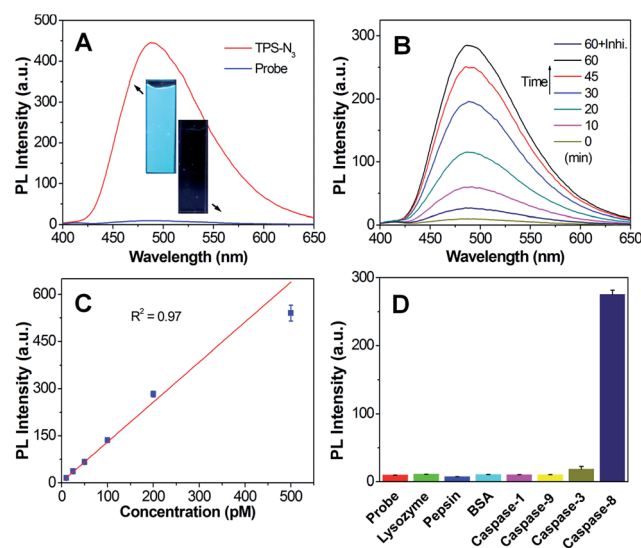 A
TPS-N3
Probe
PL Intensity (a.u.)
500
400
300
200
100
0
400 450 500 550 600 650
Wavelength (nm)
B
60+Inhi.
60
45
30
20
10
0
(min)
Time
PL Intensity (a.u.)
300
200
100
0
400 450 500 550 600 650
Wavelength (nm)
C
R2 = 0.97
PL Intensity (a.u.)
600
450
300
150
0
0 100 200 300 400 500
Concentration (pM)
D
PL Intensity (a.u.)
300
200
100
0
Probe
Lysozyme
Pepsin
BSA
Caspase-1
Caspase-9
Caspase-3
Caspase-8